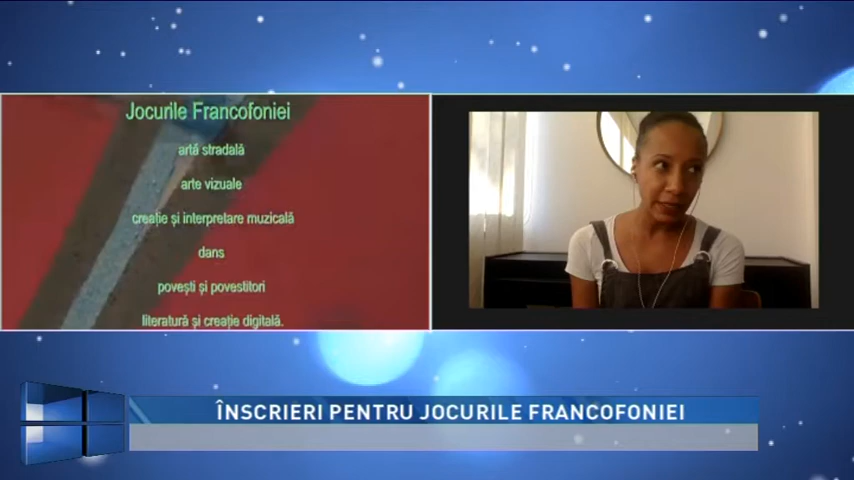 Jocurile Francofoniei
artă stradală
arte vizuale
creație și interpretare muzicală
dans
povești și povestitori
literatură și creație digitală.
ÎNSCRIERI PENTRU JOCURILE FRANCOFONIEI